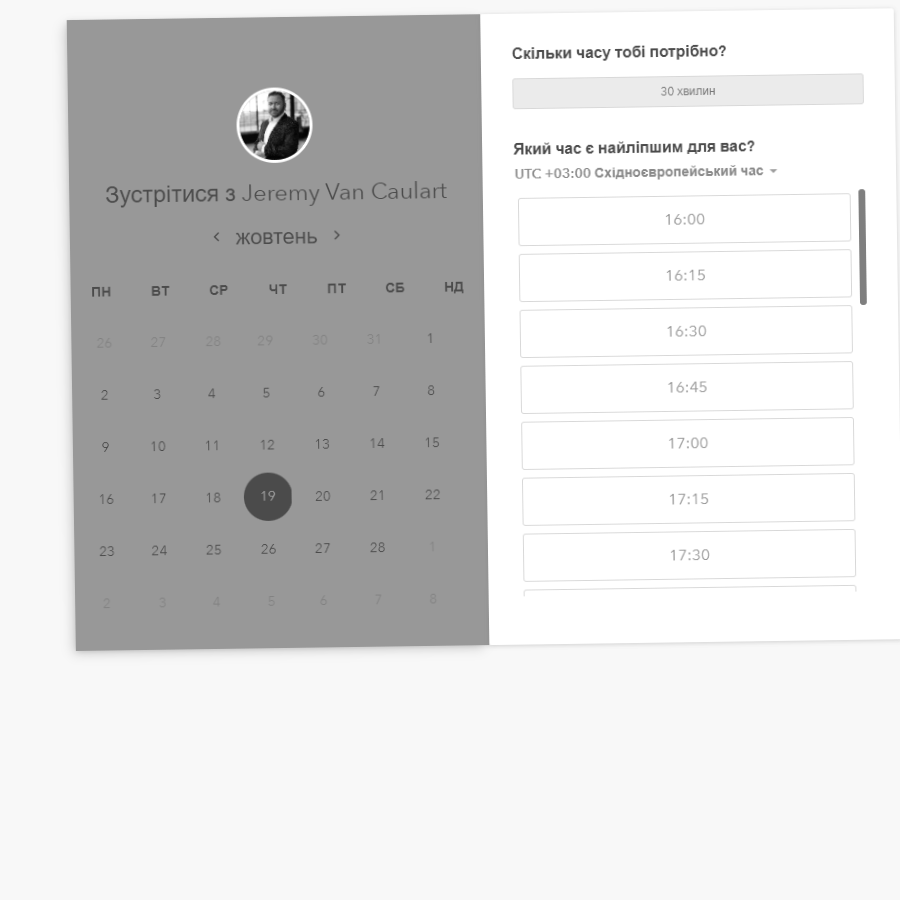 Зустрітися з Jeremy Van Caulart
жовтень
ПН ВТ СР ЧТ ПТ СБ НД
26 27 28 29 30 31 1
2 3 4 5 6 7 8
9 10 11 12 13 14 15
16 17 18 19 20 21 22
23 24 25 26 27 28 1
2 3 4 5 6 7 8
Скільки часу тобі потрібно?
30 хвилин
Який час є найліпшим для вас?
UTC +03:00 Східноєвропейський час
16:00
16:15
16:30
16:45
17:00
17:15
17:30